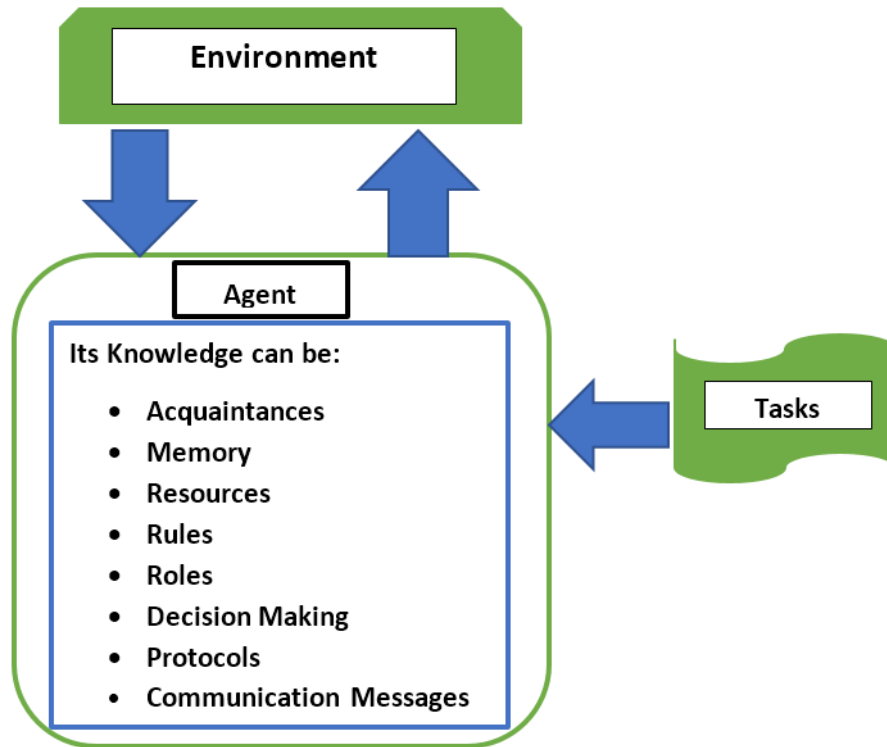 Environment
Agent
Its Knowledge can be:
• Acquaintances
• Memory
• Resources
• Rules
• Roles
• Decision Making
• Protocols
• Communication Messages
Tasks